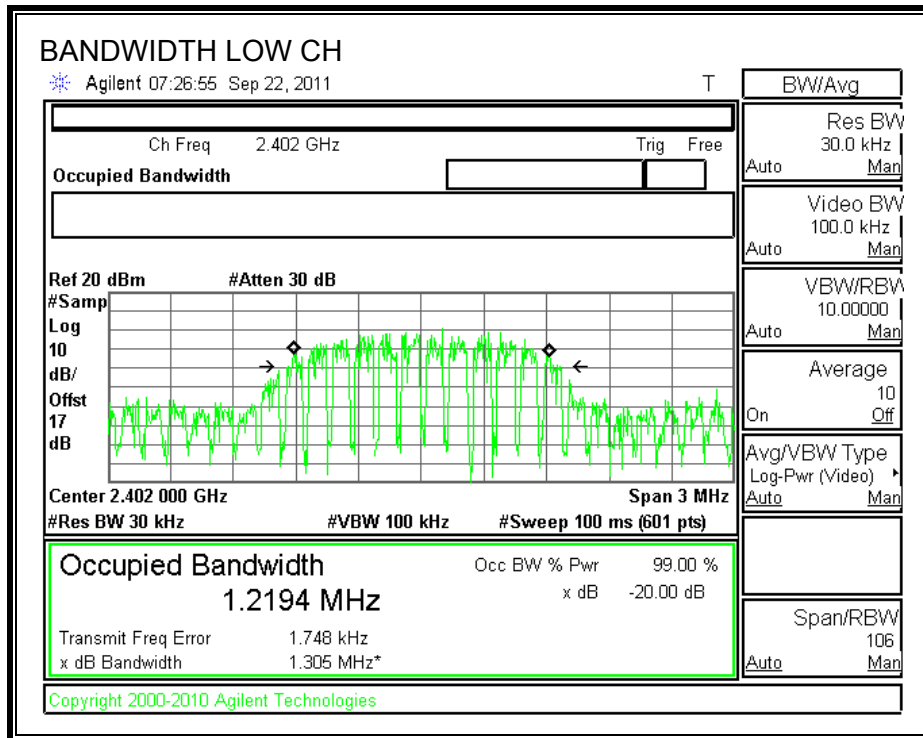 BANDWIDTH LOW CH
Agilent 07:26:55 Sep 22, 2011 T
Ch Freq 2.402 GHz Trig Free
Occupied Bandwidth
Ref 20 dBm #Atten 30 dB
#Samp
Log
10
dB/
Offst
17
dB
Center 2.402 000 GHz Span 3 MHz
#Res BW 30 kHz #VBW 100 kHz #Sweep 100 ms (601 pts)
Occupied Bandwidth Occ BW % Pwr 99.00 %
1.2194 MHz x dB -20.00 dB
Transmit Freq Error 1.748 kHz
x dB Bandwidth 1.305 MHz*
Copyright 2000-2010 Agilent Technologies
BW/Avg
Res BW
30.0 kHz
Auto Man
Video BW
100.0 kHz
Auto Man
VBW/RBW
10.00000
Auto Man
Average
10
On Off
Avg/VBW Type
Log-Pwr (Video)
Auto Man
Span/RBW
106
Auto Man